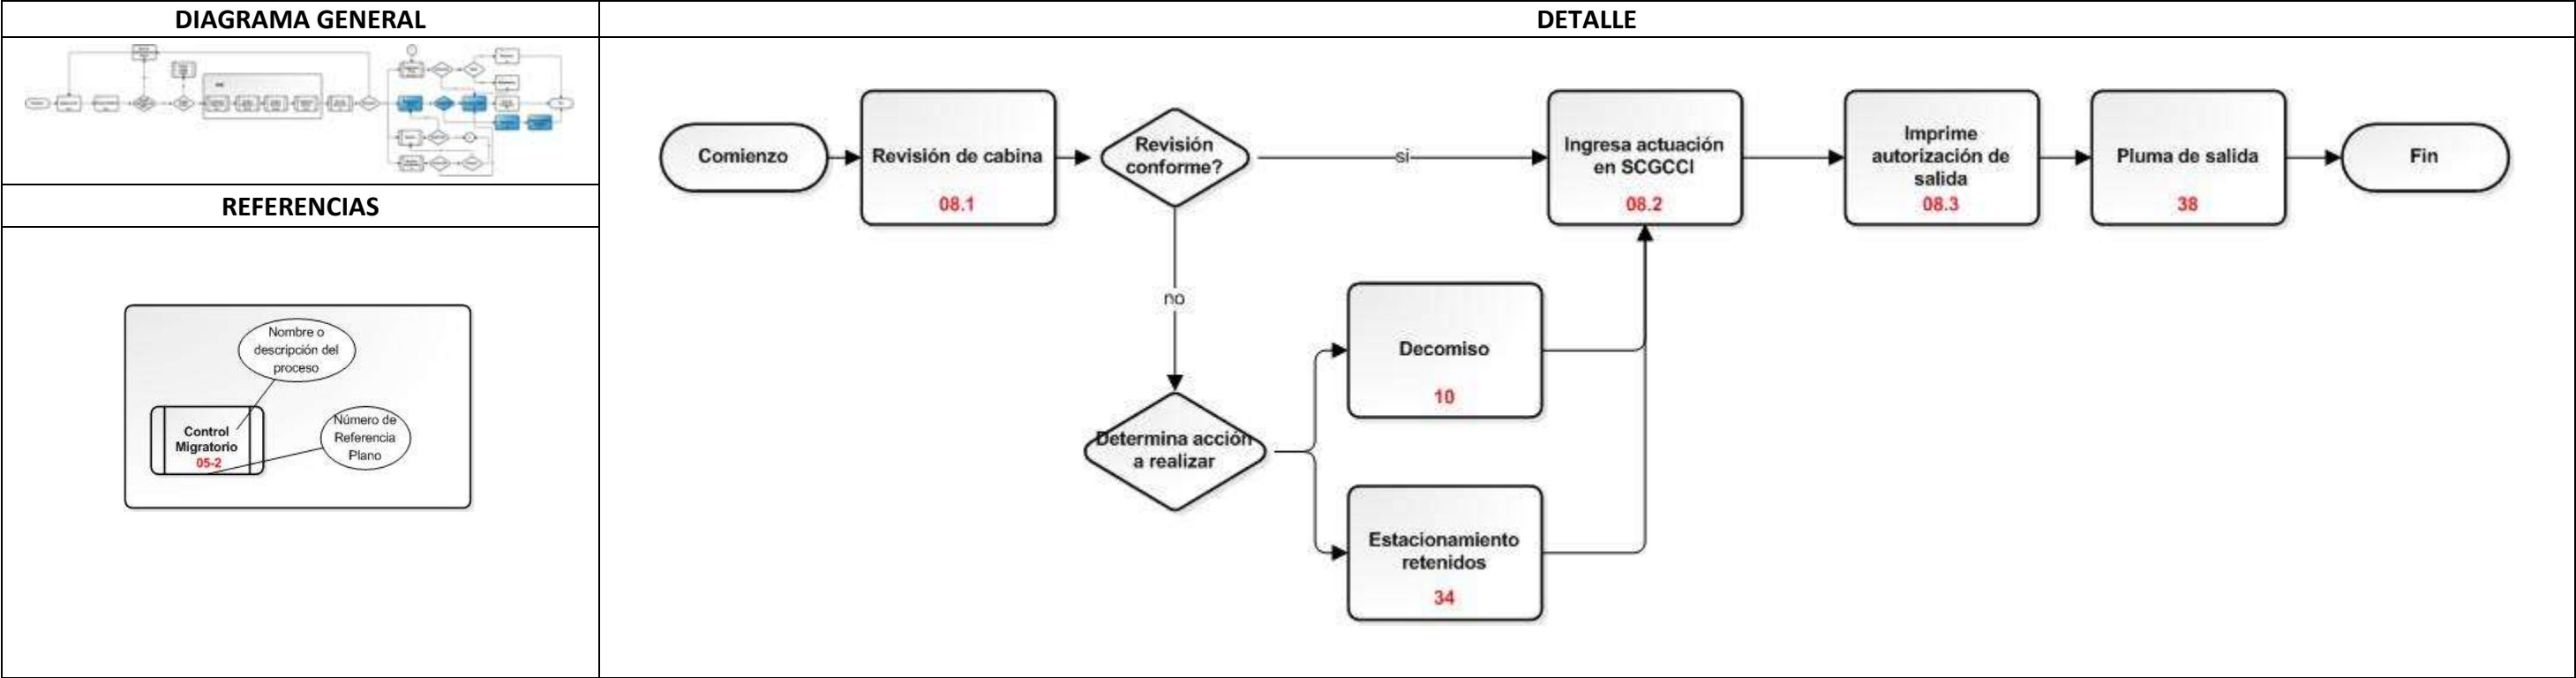 DIAGRAMA GENERAL
REFERENCIAS
Nombre o
descripción del
proceso
Control
Migratorio
05-2
Número de
Referencia
Plano
DETALLE
Comienzo
Revisión de cabina
08.1
Revisión
conforme?
si
no
Ingresa actuación
en SCGCCI
08.2
Imprime
autorización de
salida
08.3
Pluma de salida
38
Fin
Determina acción
a realizar
Decomiso
10
Estacionamiento
retenidos
34